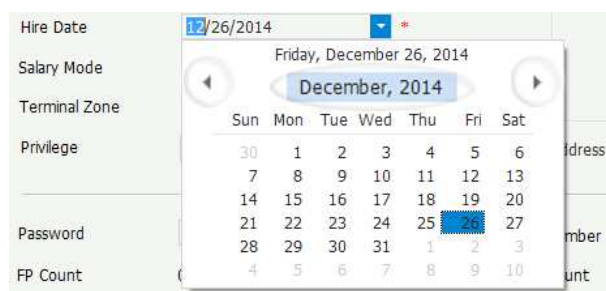 Hire Date 12/26/2014 *
Friday, December 26, 2014
Salary Mode
December, 2014
Terminal Zone
Sun Mon Tue Wed Thu Fri Sat
Privilege 30 1 2 3 4 5 6 ddress
7 8 9 10 11 12 13
14 15 16 17 18 19 20
21 22 23 24 25 26 27
Password mber
28 29 30 31 1 2 3
FP Count 4 5 6 7 8 9 10 unt